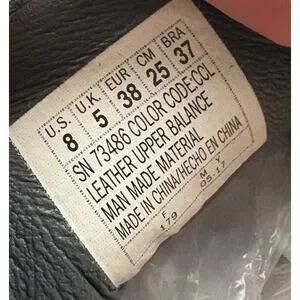 U.S. U.K. EUR CM BRA
8 5 38 25 37
SN 73486 COLOR CODE-CCL
LEATHER UPPER BALANCE
MAN MADE MATERIAL
MADE IN CHINA/HECHO EN CHINA
F M Y
179 05-17